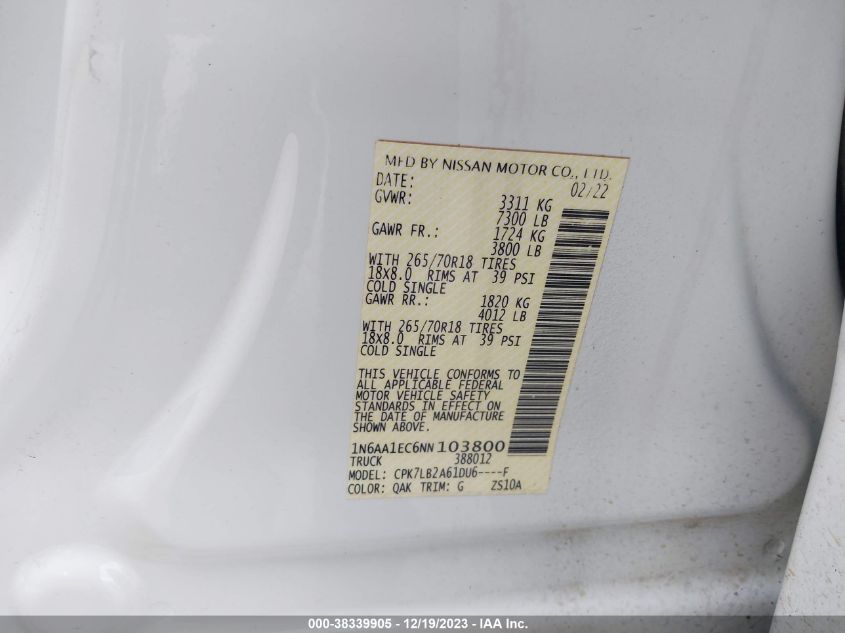 MFD BY NISSAN MOTOR CO., LTD.
DATE: 02/22
GVWR: 3311 KG
7300 LB
GAWR FR.: 1724 KG
3800 LB
WITH 265/70R18 TIRES
18X8.0 RIMS AT 39 PSI
COLD SINGLE
GAWR RR.: 1820 KG
4012 LB
WITH 265/70R18 TIRES
18X8.0 RIMS AT 39 PSI
COLD SINGLE
THIS VEHICLE CONFORMS TO
ALL APPLICABLE FEDERAL
MOTOR VEHICLE SAFETY
STANDARDS IN EFFECT ON
THE DATE OF MANUFACTURE
SHOWN ABOVE.
1N6AA1EC6NN103800
TRUCK 388012
MODEL: CPK7LB2A61DU6----F
COLOR: QAK TRIM: G ZS10A
000-38339905 - 12/19/2023 - IAA Inc.